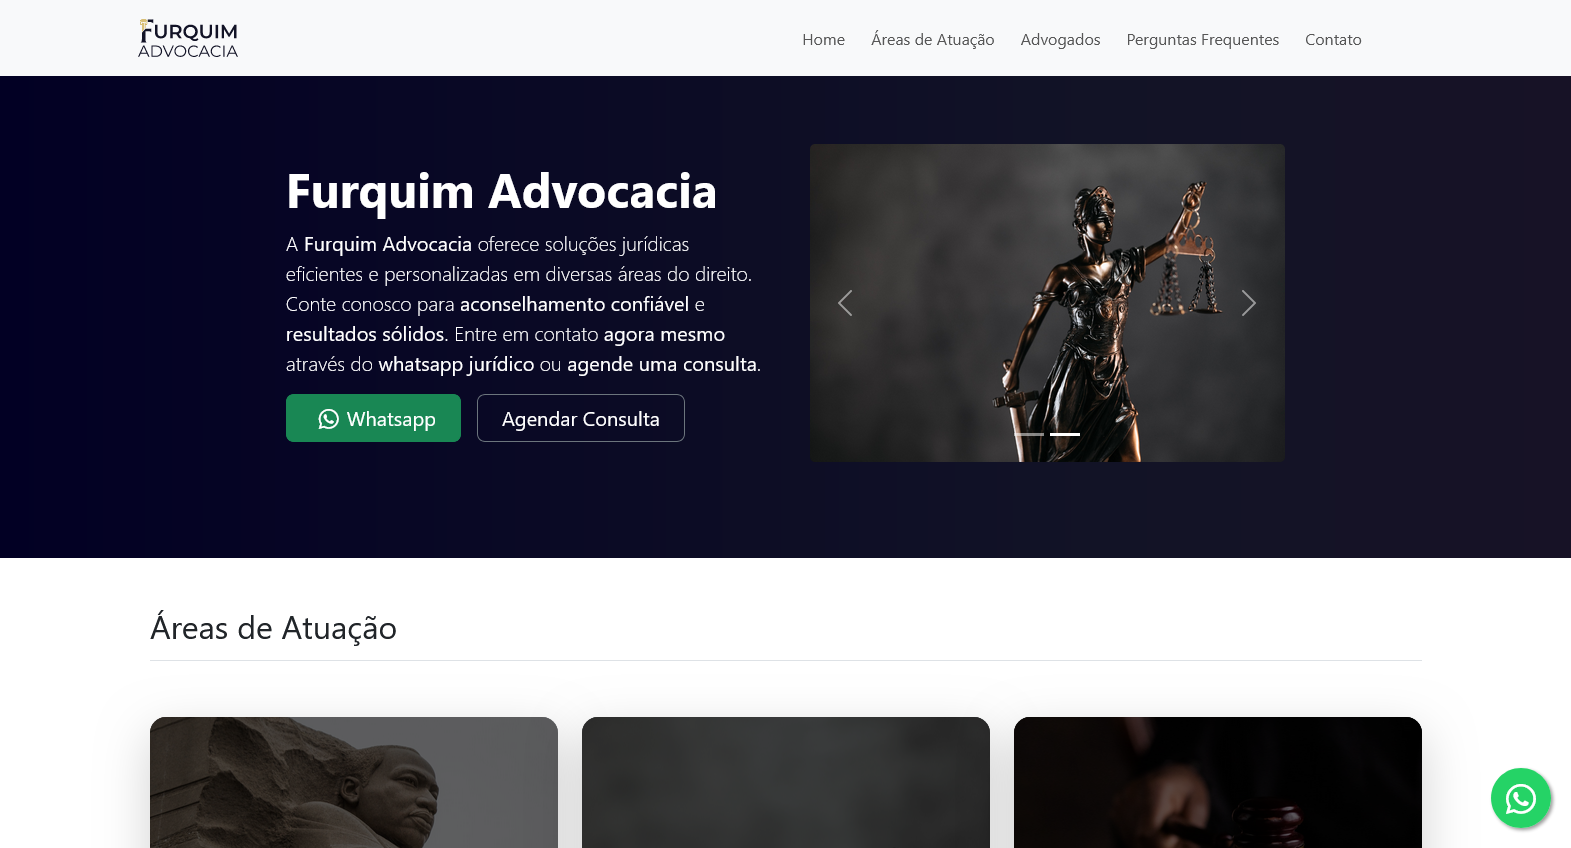 FURQUIM
ADVOCACIA
Home
Áreas de Atuação
Advogados
Perguntas Frequentes
Contato
Furquim Advocacia
A Furquim Advocacia oferece soluções jurídicas
eficientes e personalizadas em diversas áreas do direito.
Conte conosco para aconselhamento confiável e
resultados sólidos. Entre em contato agora mesmo
através do whatsapp jurídico ou agende uma consulta.
Whatsapp
Agendar Consulta
Áreas de Atuação